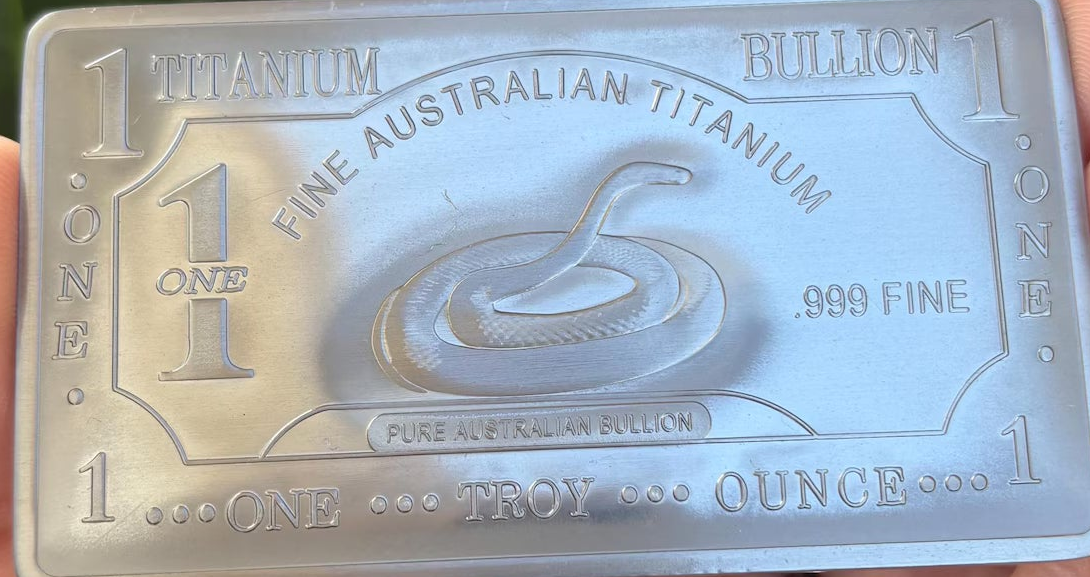 1 TITANIUM BULLION 1
FINE AUSTRALIAN TITANIUM
· ONE ·
1
ONE
.999 FINE
· ONE ·
PURE AUSTRALIAN BULLION
1 ··· ONE ··· TROY ··· OUNCE ··· 1